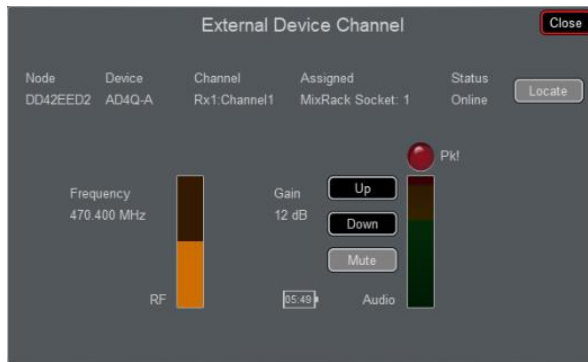 External Device Channel
Close
Node Device Channel Assigned Status
DD42EED2 AD4Q-A Rx1:Channel1 MixRack Socket: 1 Online
Locate
Pk!
Frequency Gain Up
470.400 MHz 12 dB Down
Mute
RF 05:49 Audio